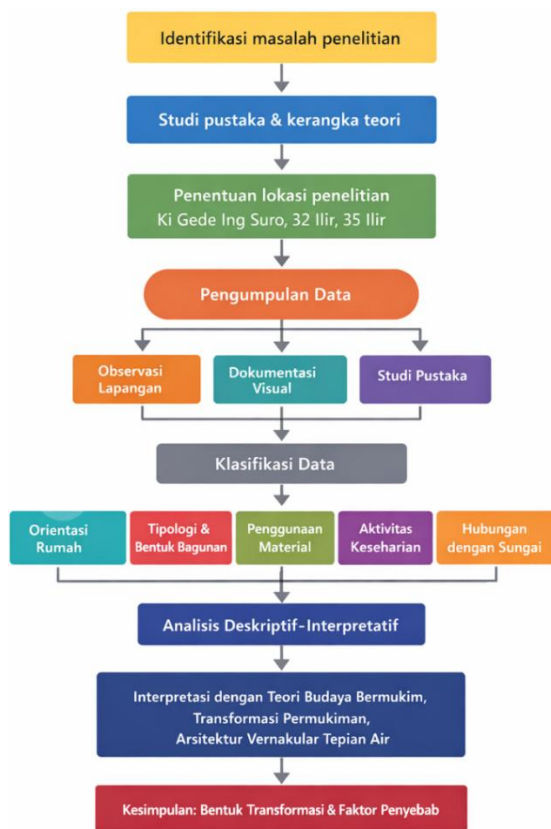 Identifikasi masalah penelitian
Studi pustaka & kerangka teori
Penentuan lokasi penelitian
Ki Gede Ing Suro, 32 Ilir, 35 Ilir
Pengumpulan Data
Observasi
Lapangan
Dokumentasi
Visual
Studi Pustaka
Klasifikasi Data
Orientasi
Rumah
Tipologi &
Bentuk Bagunan
Penggunaan
Material
Aktivitas
Keseharian
Hubungan
dengan Sungai
Analisis Deskriptif-Interpretatif
Interpretasi dengan Teori Budaya Bermukim,
Transformasi Permukiman,
Arsitektur Vernakular Tepian Air
Kesimpulan: Bentuk Transformasi & Faktor Penyebab